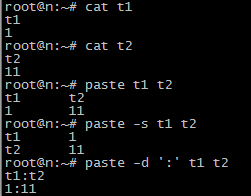 root@n:~# cat t1
t1
1
root@n:~# cat t2
t2
11
root@n:~# paste t1 t2
t1      t2
1       11
root@n:~# paste -s t1 t2
t1      1
t2      11
root@n:~# paste -d ':' t1 t2
t1:t2
1:11